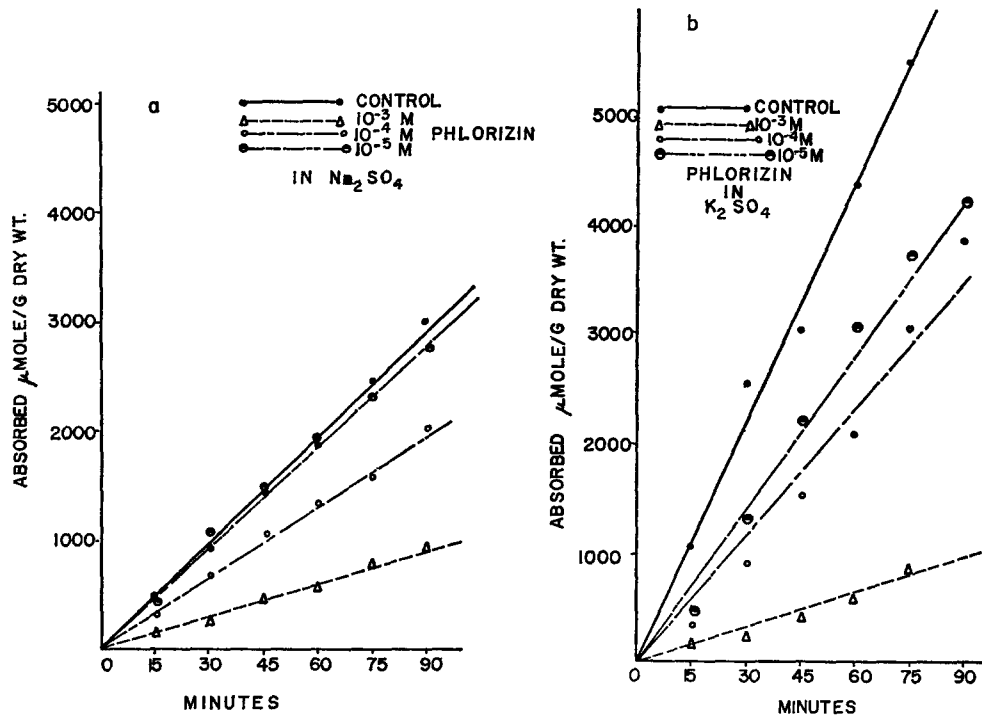 a
CONTROL
10-3 M
10-4 M PHLORIZIN
10-5 M
IN Na2SO4
5000
4000
3000
2000
1000
0 15 30 45 60 75 90
MINUTES
ABSORBED μMOLE/G DRY WT.
b
CONTROL
10-3M
10-4M
10-5M
PHLORIZIN
IN
K2SO4
5000
4000
3000
2000
1000
0 15 30 45 60 75 90
MINUTES
ABSORBED μMOLE/G DRY WT.